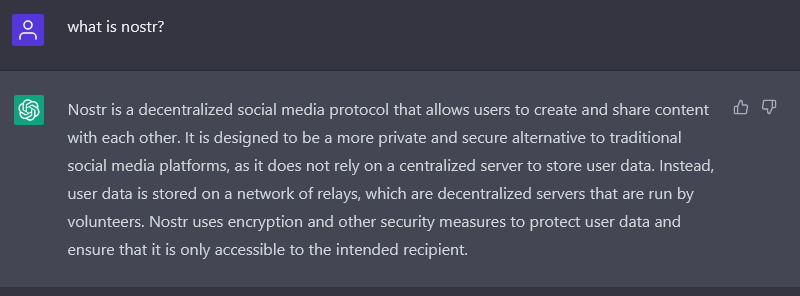 what is nostr?
Nostr is a decentralized social media protocol that allows users to create and share content
with each other. It is designed to be a more private and secure alternative to traditional
social media platforms, as it does not rely on a centralized server to store user data. Instead,
user data is stored on a network of relays, which are decentralized servers that are run by
volunteers. Nostr uses encryption and other security measures to protect user data and
ensure that it is only accessible to the intended recipient.